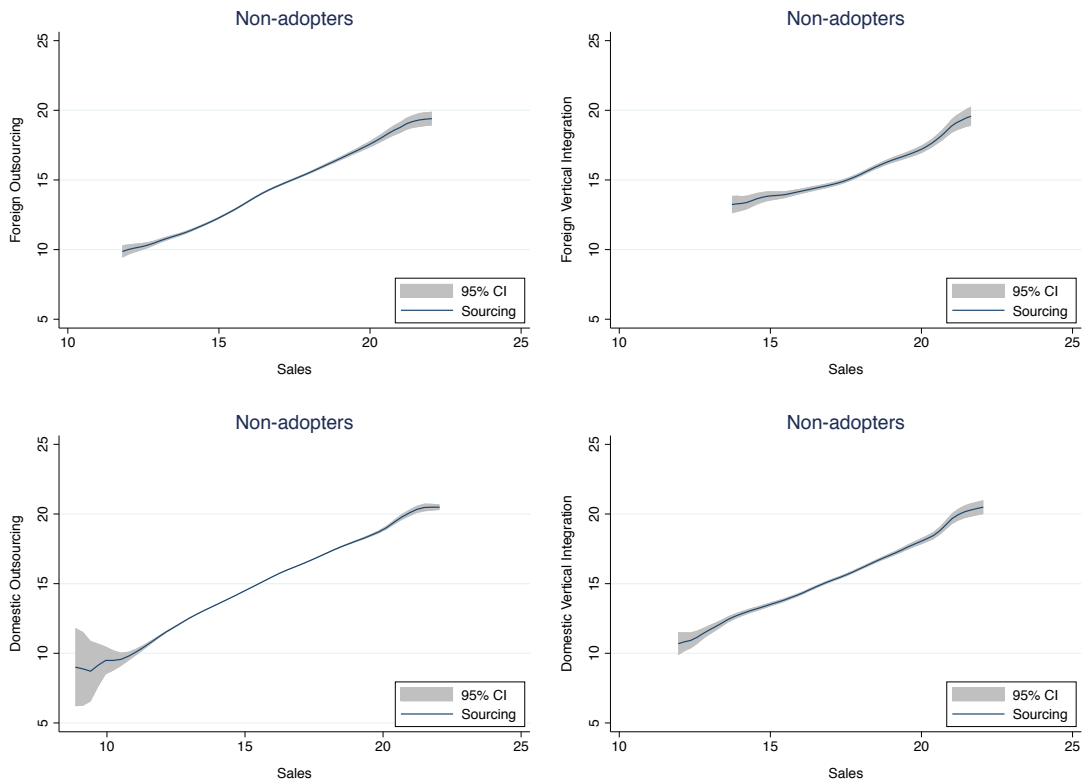 Non-adopters
Foreign Outsourcing
25
20
15
10
5
95% CI
Sourcing
10 15 20 25
Sales
Non-adopters
Foreign Vertical Integration
25
20
15
10
5
95% CI
Sourcing
10 15 20 25
Sales
Non-adopters
Domestic Outsourcing
25
20
15
10
5
95% CI
Sourcing
10 15 20 25
Sales
Non-adopters
Domestic Vertical Integration
25
20
15
10
5
95% CI
Sourcing
10 15 20 25
Sales